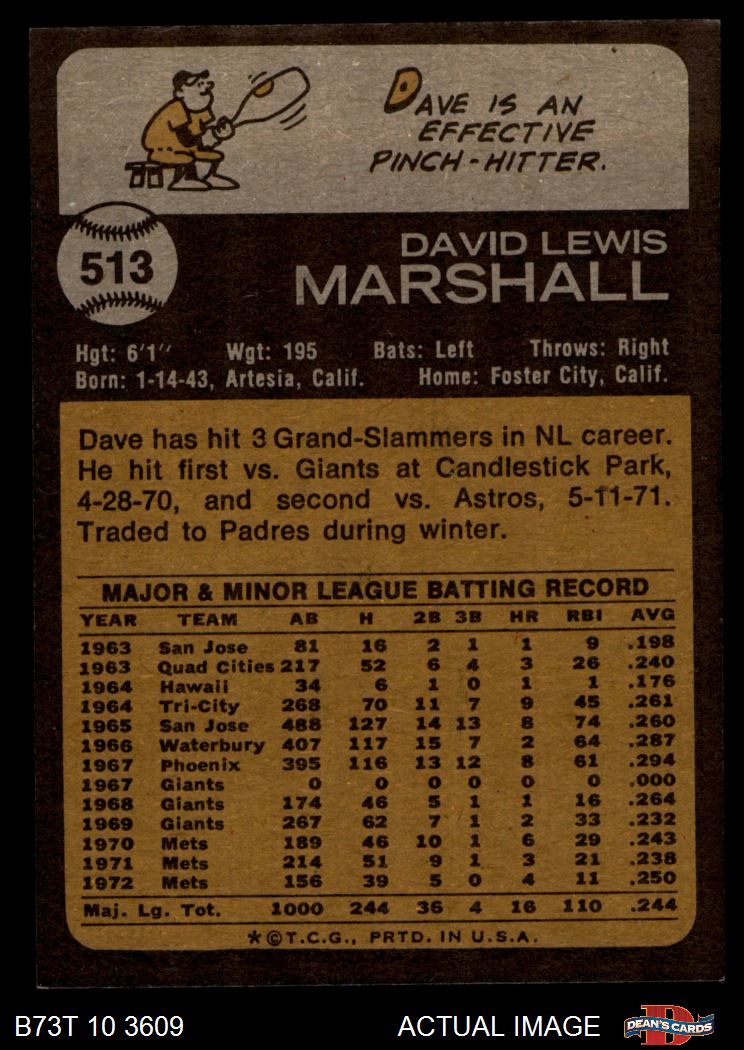 DAVE IS AN
EFFECTIVE
PINCH-HITTER.
513
DAVID LEWIS
MARSHALL
Hgt: 6'1" Wgt: 195 Bats: Left Throws: Right
Born: 1-14-43, Artesia, Calif. Home: Foster City, Calif.
Dave has hit 3 Grand-Slammers in NL career.
He hit first vs. Giants at Candlestick Park,
4-28-70, and second vs. Astros, 5-11-71.
Traded to Padres during winter.
MAJOR & MINOR LEAGUE BATTING RECORD
YEAR TEAM AB H 2B 3B HR RBI AVG
1963 San Jose 81 16 2 1 1 9 .198
1963 Quad Cities 217 52 6 4 3 26 .240
1964 Hawaii 34 6 1 0 1 1 .176
1964 Tri-City 268 70 11 7 9 45 .261
1965 San Jose 488 127 14 13 8 74 .260
1966 Waterbury 407 117 15 7 2 64 .287
1967 Phoenix 395 116 13 12 8 61 .294
1967 Giants 0 0 0 0 0 0 .000
1968 Giants 174 46 5 1 1 16 .264
1969 Giants 267 62 7 1 2 33 .232
1970 Mets 189 46 10 1 6 29 .243
1971 Mets 214 51 9 1 3 21 .238
1972 Mets 156 39 5 0 4 11 .250
Maj. Lg. Tot. 1000 244 36 4 16 110 .244
*©T.C.G., PRTD. IN U.S.A.
B73T 10 3609 ACTUAL IMAGE DEAN'S CARDS